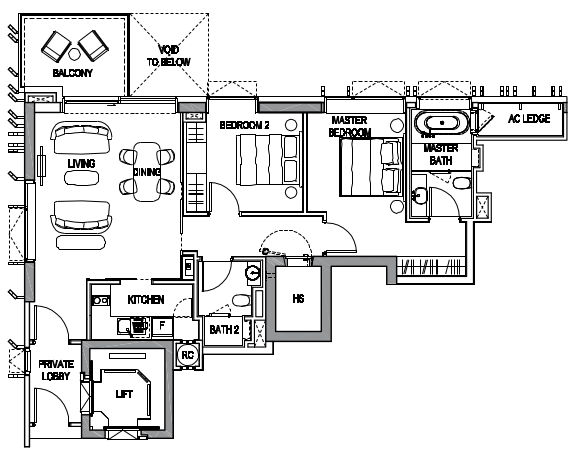 VOID
TO BELOW
BALCONY
AC LEDGE
BEDROOM 2
MASTER
BEDROOM
MASTER
BATH
LIVING
DINING
KITCHEN
HS
F
BATH 2
RC
PRIVATE
LOBBY
LIFT